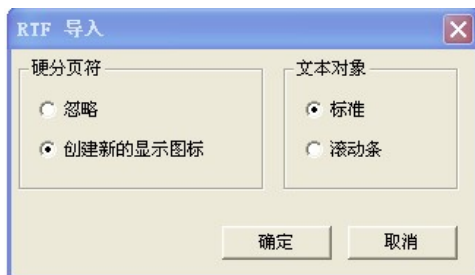 RTF 导入
硬分页符
忽略
创建新的显示图标
文本对象
标准
滚动条
确定
取消